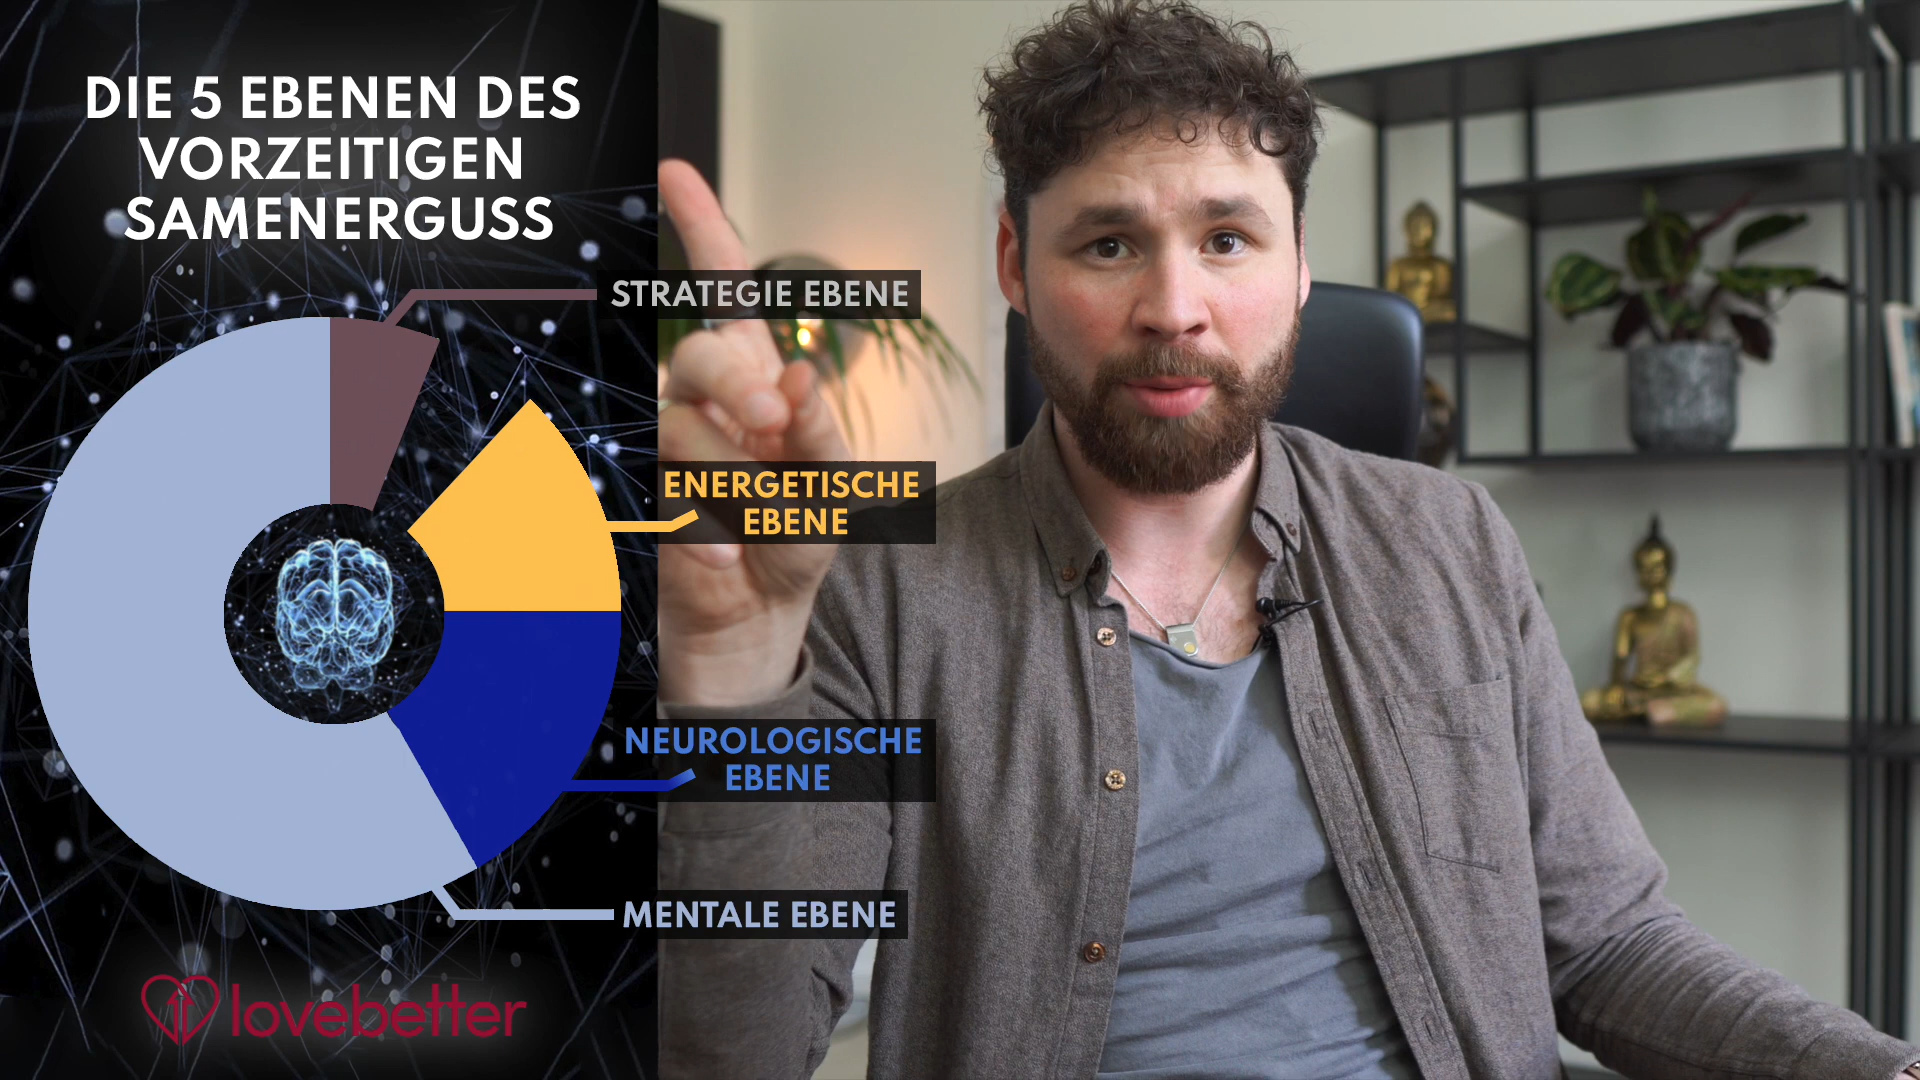 DIE 5 EBENEN DES
VORZEITIGEN
SAMENERGUSS
STRATEGIE EBENE
ENERGETISCHE
EBENE
NEUROLOGISCHE
EBENE
MENTALE EBENE
lovebetter